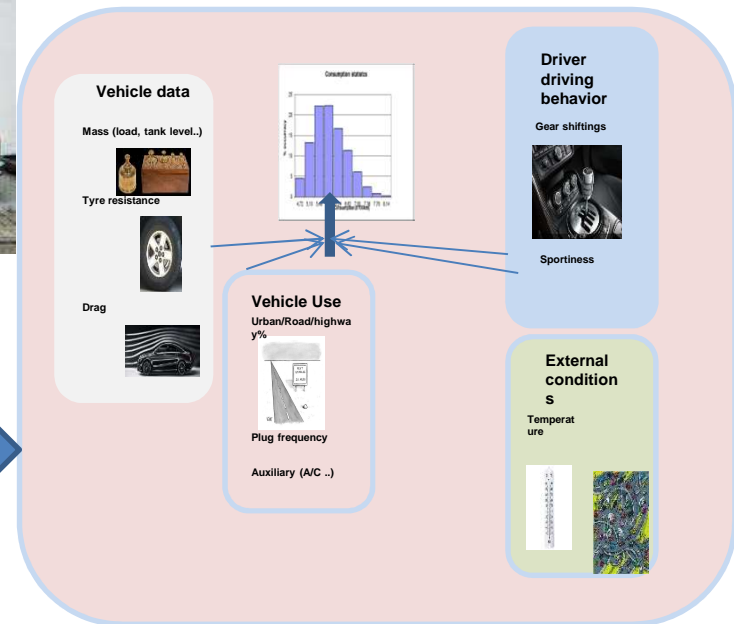 Vehicle data
Mass (load, tank level..)
Tyre resistance
Drag
Consumption statistics
Vehicle Use
Urban/Road/highwa
y%
Plug frequency
Auxiliary (A/C ..)
Driver
driving
behavior
Gear shiftings
Sportiness
External
condition
s
Temperat
ure